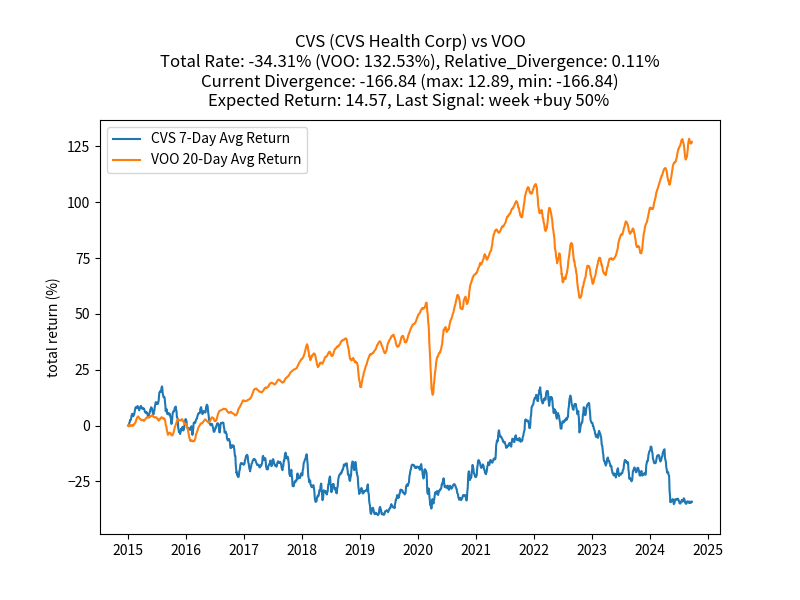 CVS (CVS Health Corp) vs VOO
Total Rate: -34.31% (VOO: 132.53%), Relative_Divergence: 0.11%
Current Divergence: -166.84 (max: 12.89, min: -166.84)
Expected Return: 14.57, Last Signal: week +buy 50%
CVS 7-Day Avg Return
VOO 20-Day Avg Return
total return (%)
125
100
75
50
25
0
−25
2015 2016 2017 2018 2019 2020 2021 2022 2023 2024 2025